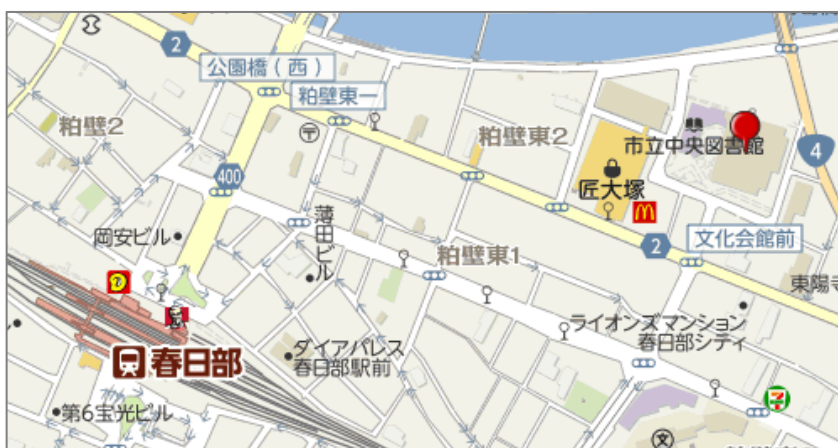 2
公園橋(西)
粕壁東一
粕壁2
粕壁東2
市立中央図書館
4
400
匠大塚
薄田ビル
岡安ビル
粕壁東1
2
文化会館前
東陽寺
ライオンズマンション
春日部シティ
ダイアパレス
春日部駅前
春日部
7
第6宝光ビル
文